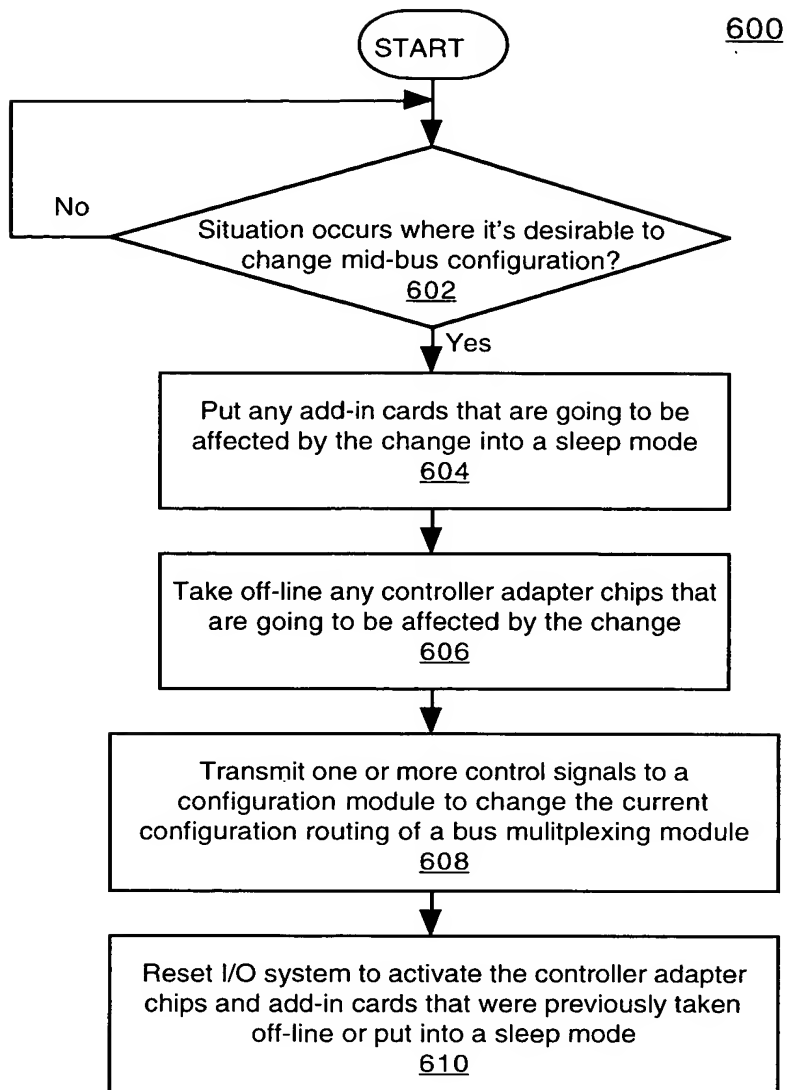 600
START
No
Situation occurs where it's desirable to
change mid-bus configuration?
602
Yes
Put any add-in cards that are going to be
affected by the change into a sleep mode
604
Take off-line any controller adapter chips that
are going to be affected by the change
606
Transmit one or more control signals to a
configuration module to change the current
configuration routing of a bus mulitplexing module
608
Reset I/O system to activate the controller adapter
chips and add-in cards that were previously taken
off-line or put into a sleep mode
610